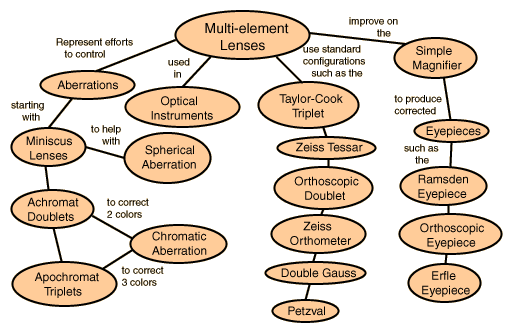 Multi-element
Lenses
Represent efforts
to control
used
in
use standard
configurations
such as the
improve on
the
Simple
Magnifier
Aberrations
Optical
Instruments
Taylor-Cook
Triplet
to produce
corrected
starting
with
Miniscus
Lenses
to help
with
Spherical
Aberration
Zeiss Tessar
Eyepieces
such as
the
Orthoscopic
Doublet
Ramsden
Eyepiece
Achromat
Doublets
to correct
2 colors
Chromatic
Aberration
Zeiss
Orthometer
Orthoscopic
Eyepiece
Apochromat
Triplets
to correct
3 colors
Double Gauss
Erfle
Eyepiece
Petzval